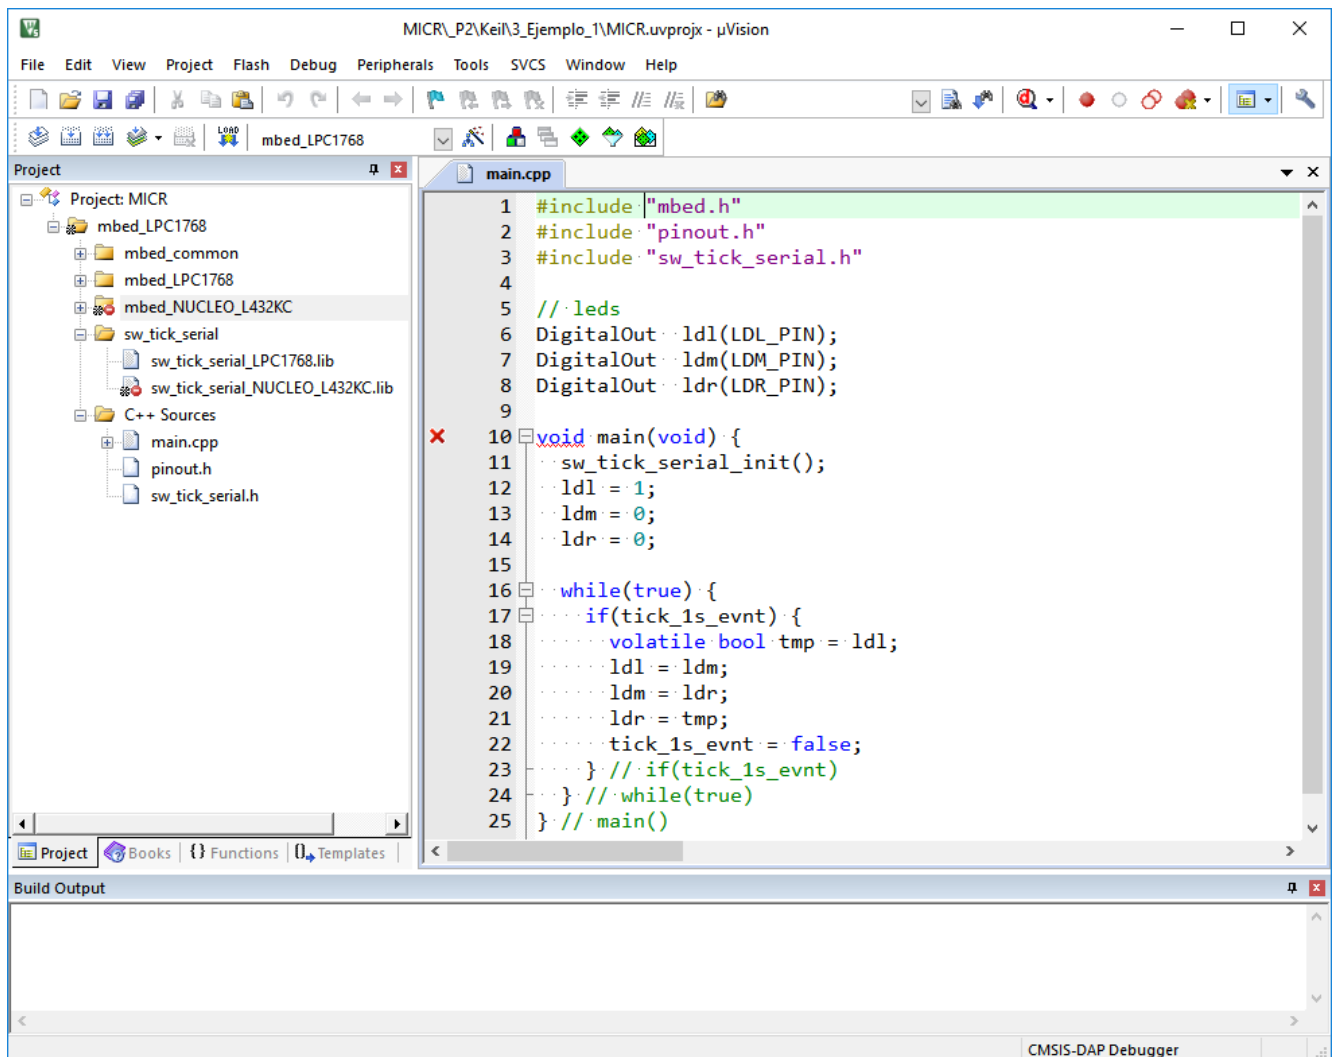 MICR\_P2\Keil\3_Ejemplo_1\MICR.uvprojx - µVision
File Edit View Project Flash Debug Peripherals Tools SVCS Window Help
LOAD mbed_LPC1768
Project
Project: MICR
mbed_LPC1768
mbed_common
mbed_LPC1768
mbed_NUCLEO_L432KC
sw_tick_serial
sw_tick_serial_LPC1768.lib
sw_tick_serial_NUCLEO_L432KC.lib
C++ Sources
main.cpp
pinout.h
sw_tick_serial.h
Project Books Functions Templates
main.cpp
1 #include "mbed.h"
2 #include "pinout.h"
3 #include "sw_tick_serial.h"
4
5 // leds
6 DigitalOut  ldl(LDL_PIN);
7 DigitalOut  ldm(LDM_PIN);
8 DigitalOut  ldr(LDR_PIN);
9
10 void main(void) {
11   sw_tick_serial_init();
12   ldl = 1;
13   ldm = 0;
14   ldr = 0;
15
16   while(true) {
17     if(tick_1s_evnt) {
18       volatile bool tmp = ldl;
19       ldl = ldm;
20       ldm = ldr;
21       ldr = tmp;
22       tick_1s_evnt = false;
23     } // if(tick_1s_evnt)
24   } // while(true)
25 } // main()
Build Output
CMSIS-DAP Debugger